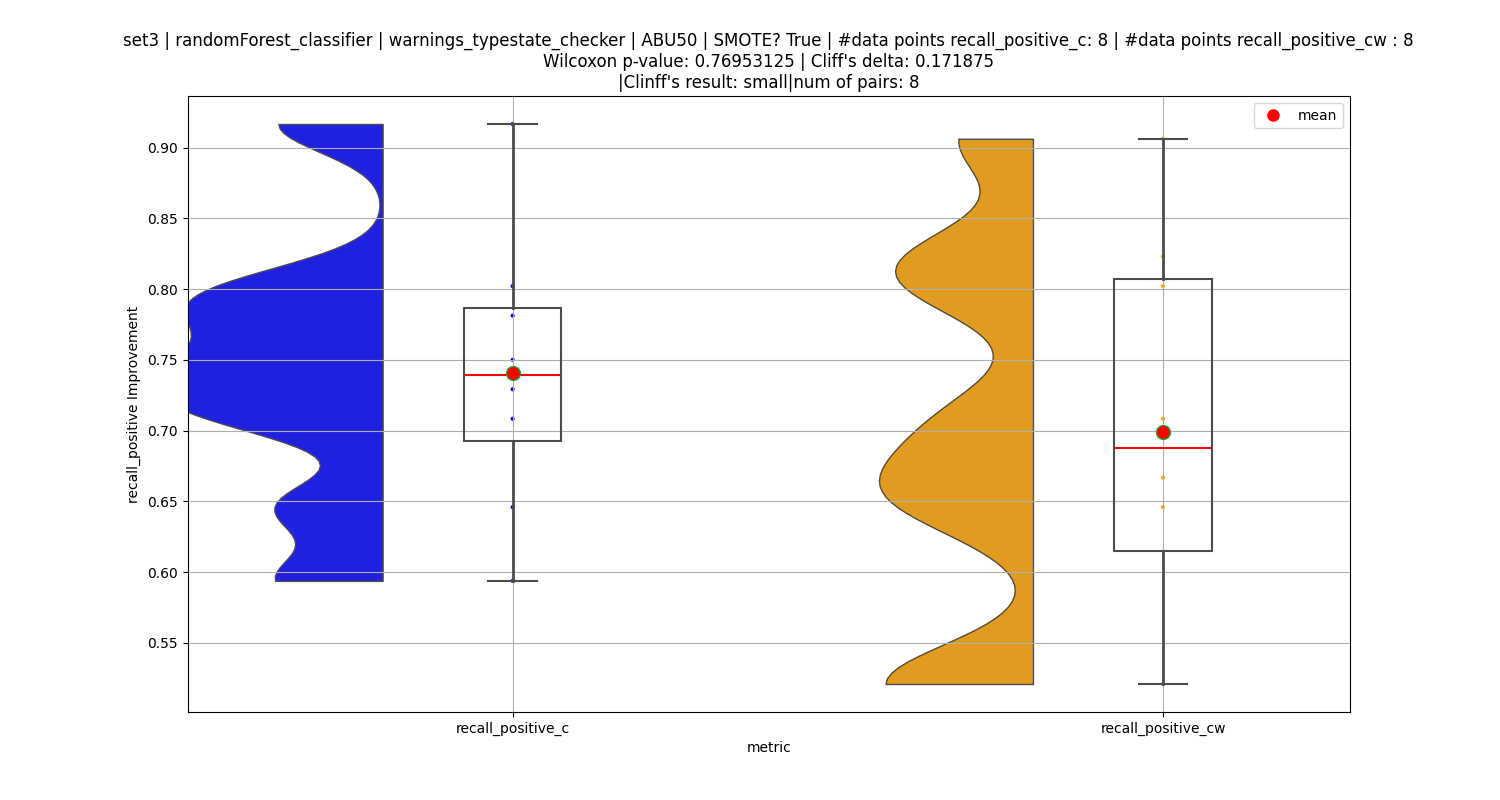 set3 | randomForest_classifier | warnings_typestate_checker | ABU50 | SMOTE? True | #data points recall_positive_c: 8 | #data points recall_positive_cw : 8
Wilcoxon p-value: 0.76953125 | Cliff's delta: 0.171875
|Clinff's result: small|num of pairs: 8
mean
0.90
0.85
0.80
0.75
0.70
0.65
0.60
0.55
recall_positive Improvement
recall_positive_c
recall_positive_cw
metric